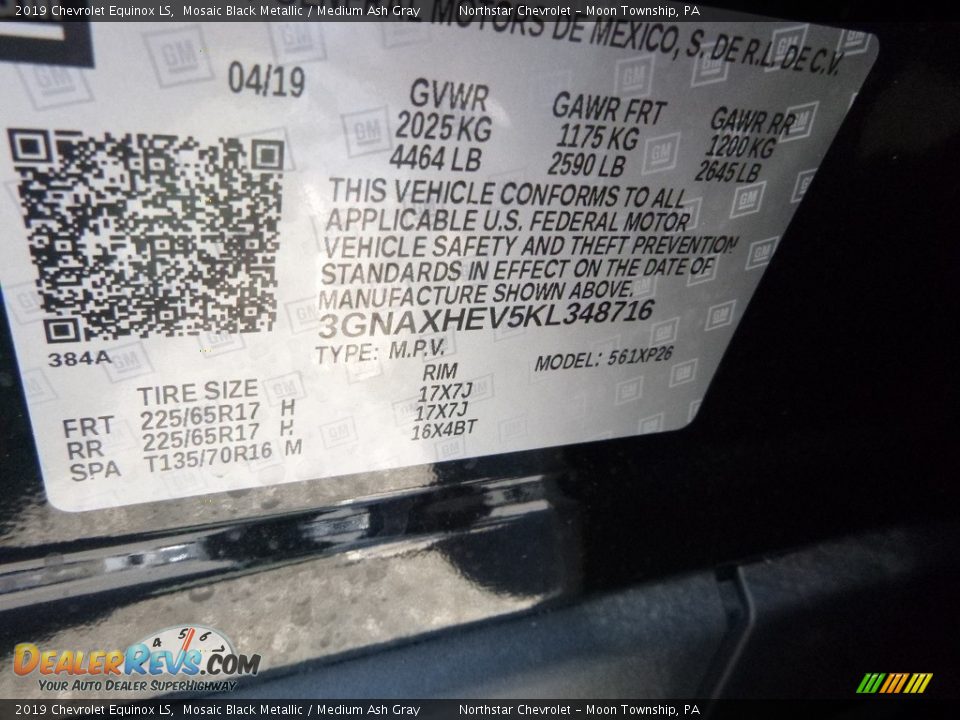 2019 Chevrolet Equinox LS, Mosaic Black Metallic / Medium Ash Gray Northstar Chevrolet - Moon Township, PA
MOTORS DE MEXICO, S. DE R.L. DE C.V.
04/19
GVWR GAWR FRT GAWR RR
2025 KG 1175 KG 1200 KG
4464 LB 2590 LB 2645 LB
THIS VEHICLE CONFORMS TO ALL
APPLICABLE U.S. FEDERAL MOTOR
VEHICLE SAFETY AND THEFT PREVENTION
STANDARDS IN EFFECT ON THE DATE OF
MANUFACTURE SHOWN ABOVE.
3GNAXHEV5KL348716
384A
TYPE: M.P.V. MODEL: 561XP26
TIRE SIZE RIM
FRT 225/65R17 H 17X7J
RR 225/65R17 H 17X7J
SPA T135/70R16 M 16X4BT
4 5 6
DEALERREVS.COM
YOUR AUTO DEALER SUPERHIGHWAY
2019 Chevrolet Equinox LS, Mosaic Black Metallic / Medium Ash Gray Northstar Chevrolet - Moon Township, PA